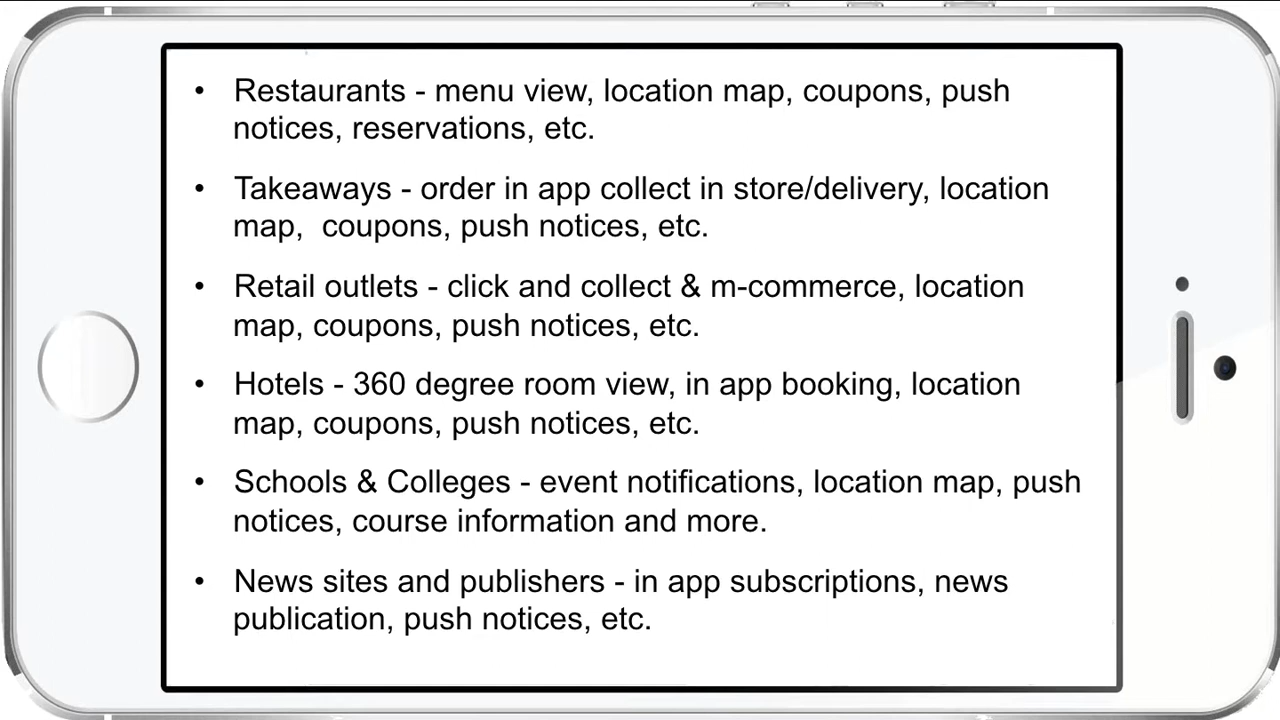 • Restaurants - menu view, location map, coupons, push
notices, reservations, etc.
• Takeaways - order in app collect in store/delivery, location
map,  coupons, push notices, etc.
• Retail outlets - click and collect & m-commerce, location
map, coupons, push notices, etc.
• Hotels - 360 degree room view, in app booking, location
map, coupons, push notices, etc.
• Schools & Colleges - event notifications, location map, push
notices, course information and more.
• News sites and publishers - in app subscriptions, news
publication, push notices, etc.